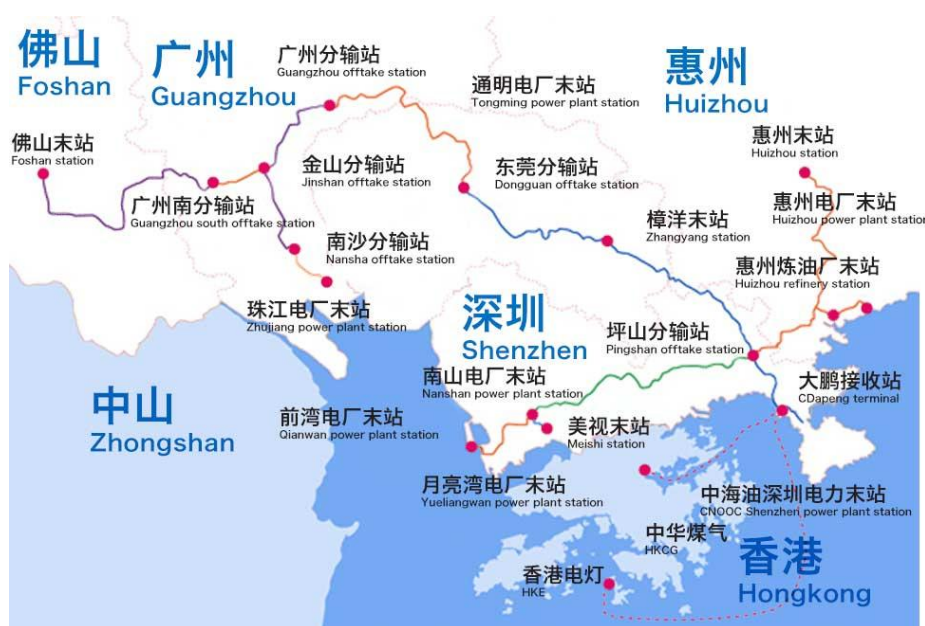 佛山
Foshan
广州
Guangzhou
广州分输站
Guangzhou offtake station
通明电厂末站
Tongming power plant station
惠州
Huizhou
佛山末站
Foshan station
惠州末站
Huizhou station
金山分输站
Jinshan offtake station
东莞分输站
Dongguan offtake station
广州南分输站
Guangzhou south offtake station
惠州电厂末站
Huizhou power plant station
南沙分输站
Nansha offtake station
樟洋末站
Zhangyang station
惠州炼油厂末站
Huizhou refinery station
珠江电厂末站
Zhujiang power plant station
深圳
Shenzhen
坪山分输站
Pingshan offtake station
南山电厂末站
Nanshan power plant station
大鹏接收站
CDapeng terminal
中山
Zhongshan
前湾电厂末站
Qianwan power plant station
美视末站
Meishi station
月亮湾电厂末站
Yueliangwan power plant station
中海油深圳电力末站
CNOOC Shenzhen power plant station
中华煤气
HKCG
香港电灯
HKE
香港
Hongkong